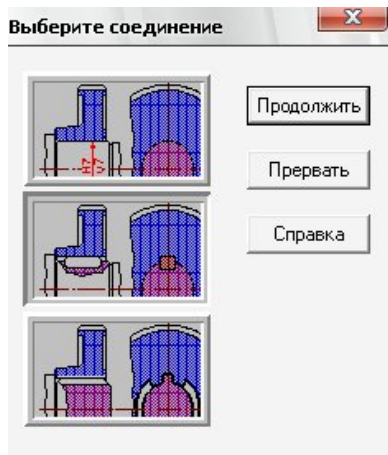 Выберите соединение
Продолжить
Прервать
Справка